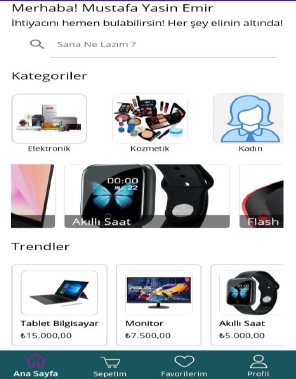 Merhaba! Mustafa Yasin Emir
İhtiyacını hemen bulabilirsin! Her şey elinin altında!
Sana Ne Lazım ?
Kategoriler
Elektronik
Kozmetik
Kadın
00:00
Akıllı Saat
Flash
Trendler
Tablet Bilgisayar
Monitor
Akıllı Saat
₺15.000,00
₺7.500,00
₺5.000,00
Ana Sayfa
Sepetim
Favorilerim
Profil